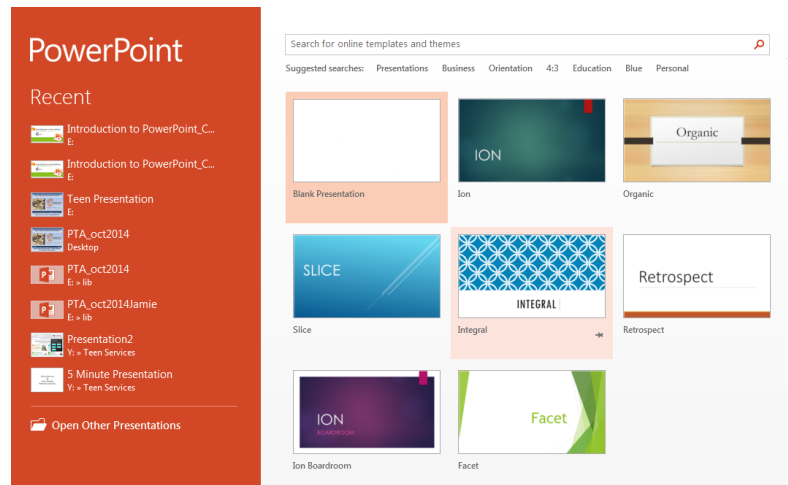 PowerPoint
Recent
Introduction to PowerPoint_C...
E:
Introduction to PowerPoint_C...
E:
Teen Presentation
E:
PTA_oct2014
Desktop
PTA_oct2014
E: » lib
PTA_oct2014Jamie
E: » lib
Presentation2
Y: » Teen Services
5 Minute Presentation
Y: » Teen Services
Open Other Presentations
Search for online templates and themes
Suggested searches: Presentations Business Orientation 4:3 Education Blue Personal
Blank Presentation
ION
Ion
Organic
Organic
SLICE
Slice
INTEGRAL
Integral
Retrospect
Retrospect
ION
BOARDROOM
Ion Boardroom
Facet
Facet